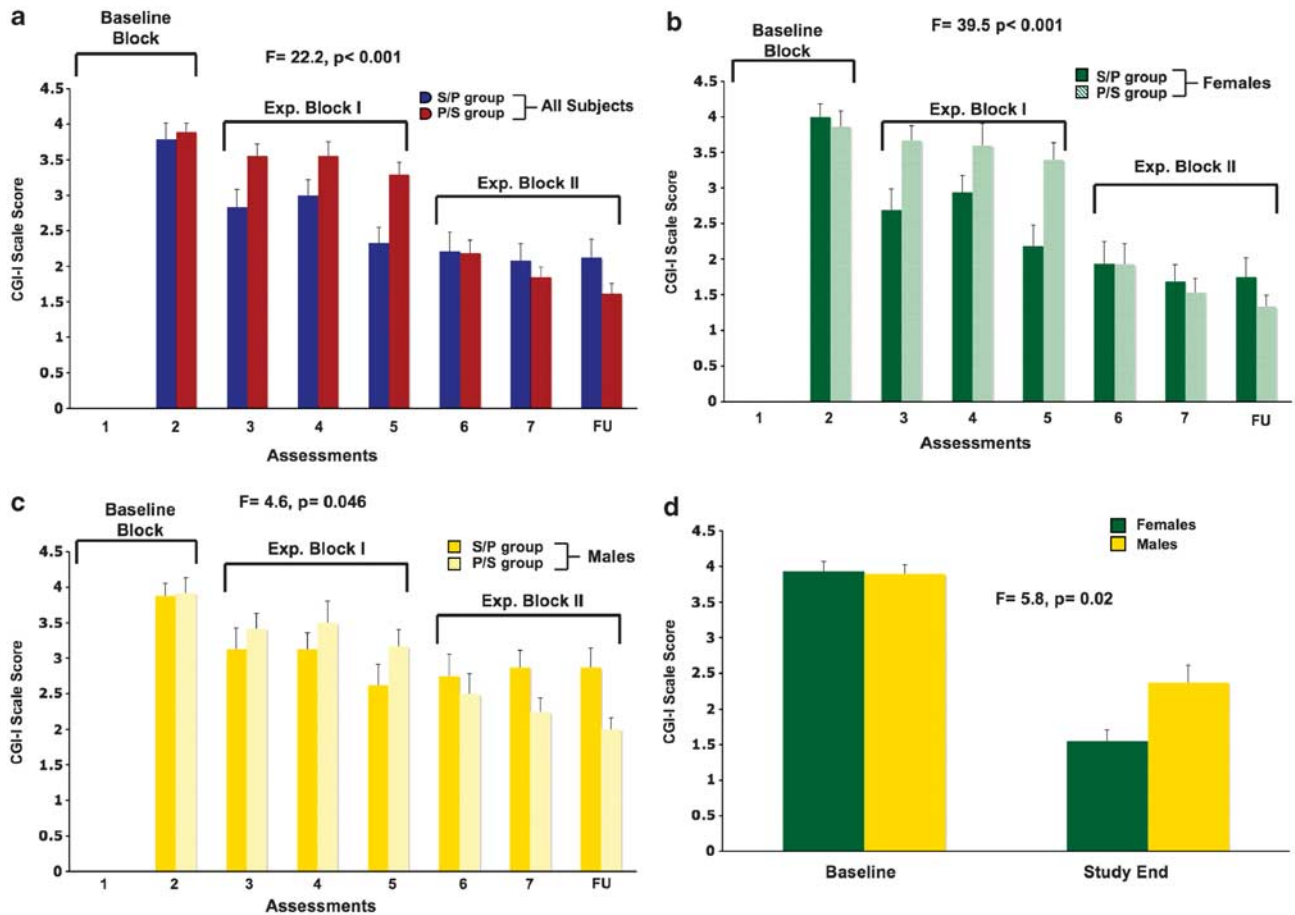 a
Baseline
Block
F= 22.2, p< 0.001
S/P group
P/S group
All Subjects
Exp. Block I
Exp. Block II
CGI-I Scale Score
4.5
4
3.5
3
2.5
2
1.5
1
0.5
0
1 2 3 4 5 6 7 FU
Assessments
b
Baseline
Block
F= 39.5 p< 0.001
S/P group
P/S group
Females
Exp. Block I
Exp. Block II
CGI-I Scale Score
4.5
4
3.5
3
2.5
2
1.5
1
0.5
0
1 2 3 4 5 6 7 FU
Assessments
c
Baseline
Block
F= 4.6, p= 0.046
S/P group
P/S group
Males
Exp. Block I
Exp. Block II
CGI-I Scale Score
4.5
4
3.5
3
2.5
2
1.5
1
0.5
0
1 2 3 4 5 6 7 FU
Assessments
d
Females
Males
F= 5.8, p= 0.02
CGI-I Scale Score
4.5
4
3.5
3
2.5
2
1.5
1
0.5
0
Baseline Study End